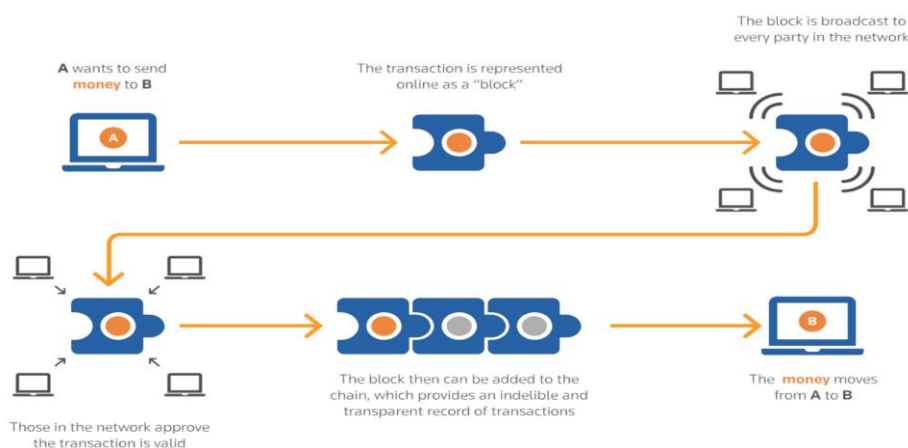 A wants to send
money to B
A
The transaction is represented
online as a “block”
The block is broadcast to
every party in the network
Those in the network approve
the transaction is valid
The block then can be added to the
chain, which provides an indelible and
transparent record of transactions
B
The money moves
from A to B